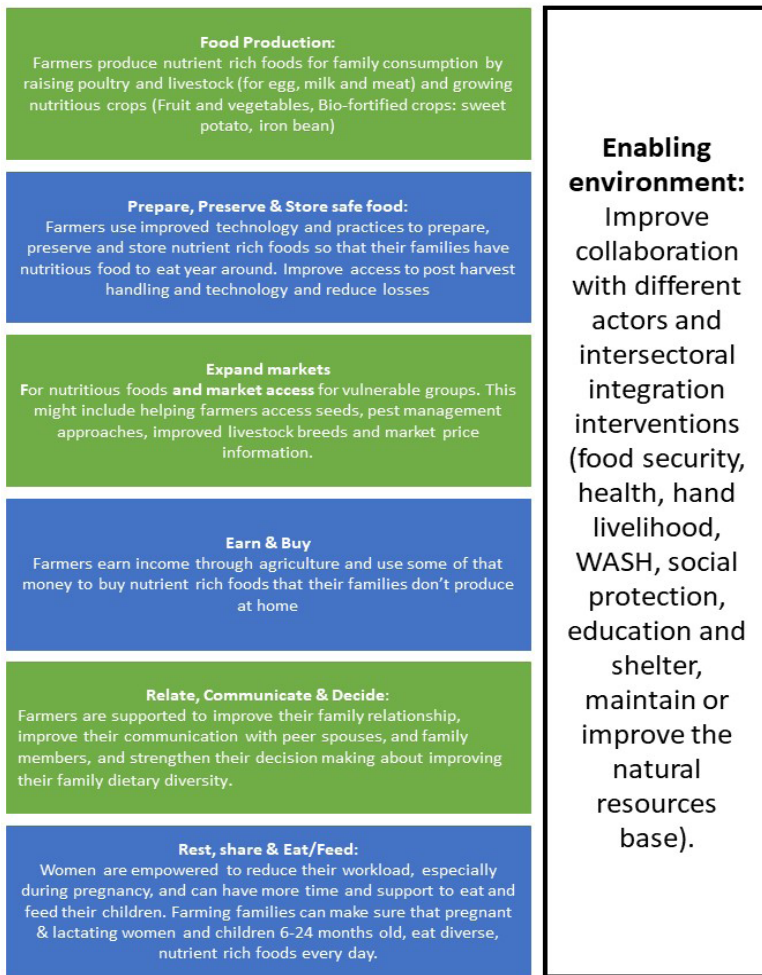 Food Production:
Farmers produce nutrient rich foods for family consumption by
raising poultry and livestock (for egg, milk and meat) and growing
nutritious crops (Fruit and vegetables, Bio-fortified crops: sweet
potato, iron bean)
Prepare, Preserve & Store safe food:
Farmers use improved technology and practices to prepare,
preserve and store nutrient rich foods so that their families have
nutritious food to eat year around. Improve access to post harvest
handling and technology and reduce losses
Expand markets
For nutritious foods and market access for vulnerable groups. This
might include helping farmers access seeds, pest management
approaches, improved livestock breeds and market price
information.
Earn & Buy
Farmers earn income through agriculture and use some of that
money to buy nutrient rich foods that their families don’t produce
at home
Relate, Communicate & Decide:
Farmers are supported to improve their family relationship,
improve their communication with peer spouses, and family
members, and strengthen their decision making about improving
their family dietary diversity.
Rest, share & Eat/Feed:
Women are empowered to reduce their workload, especially
during pregnancy, and can have more time and support to eat and
feed their children. Farming families can make sure that pregnant
& lactating women and children 6-24 months old, eat diverse,
nutrient rich foods every day.
Enabling
environment:
Improve
collaboration
with different
actors and
intersectoral
integration
interventions
(food security,
health, hand
livelihood,
WASH, social
protection,
education and
shelter,
maintain or
improve the
natural
resources
base).